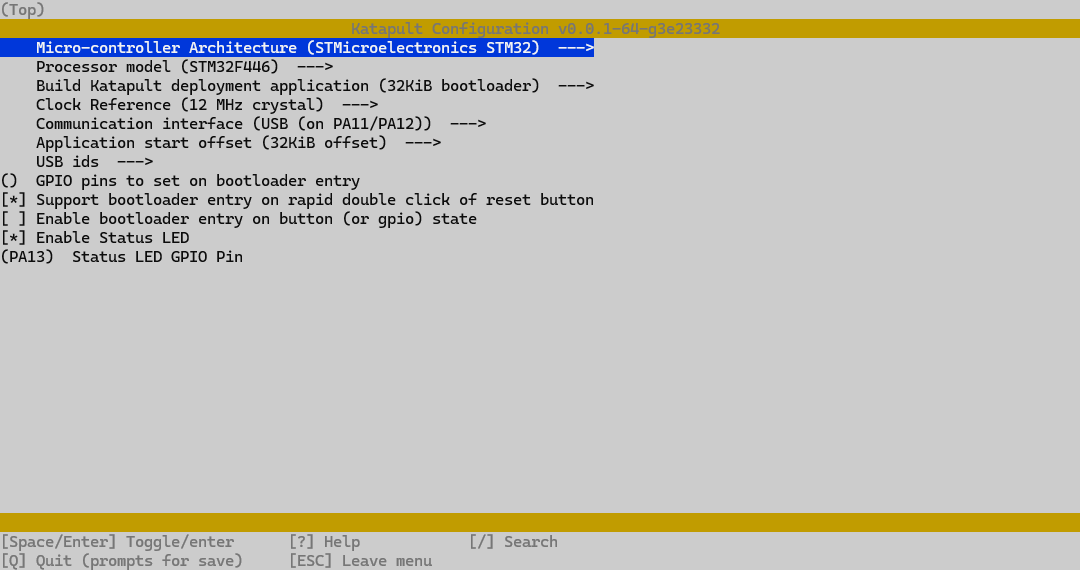 (Top)
Katapult Configuration v0.0.1-64-g3e23332
Micro-controller Architecture (STMicroelectronics STM32)  --->
Processor model (STM32F446)  --->
Build Katapult deployment application (32KiB bootloader)  --->
Clock Reference (12 MHz crystal)  --->
Communication interface (USB (on PA11/PA12))  --->
Application start offset (32KiB offset)  --->
USB ids  --->
()  GPIO pins to set on bootloader entry
[*] Support bootloader entry on rapid double click of reset button
[ ] Enable bootloader entry on button (or gpio) state
[*] Enable Status LED
(PA13)  Status LED GPIO Pin
[Space/Enter] Toggle/enter      [?] Help            [/] Search
[Q] Quit (prompts for save)     [ESC] Leave menu